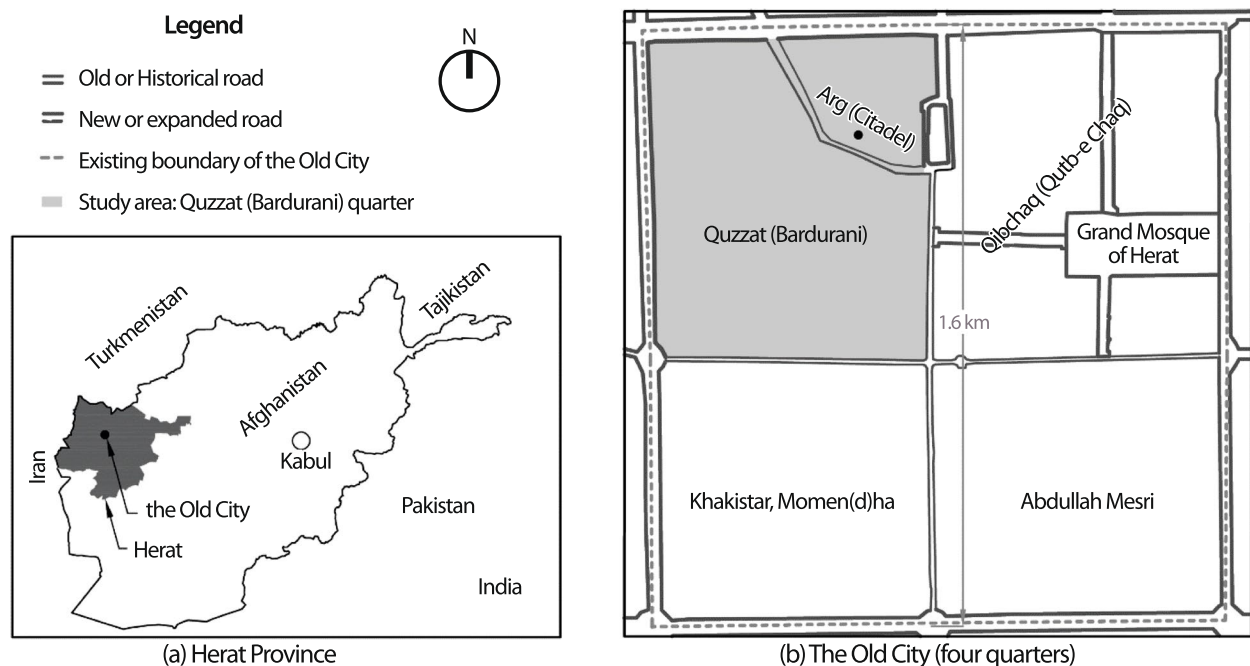 Legend
Old or Historical road
New or expanded road
Existing boundary of the Old City
Study area: Quzzat (Bardurani) quarter
N
Turkmenistan
Tajikistan
Afghanistan
Iran
Kabul
Pakistan
the Old City
Herat
India
(a) Herat Province
Arg (Citadel)
Qibchaq (Qutb-e Chaq)
Quzzat (Bardurani)
Grand Mosque
of Herat
1.6 km
Khakistar, Momen(d)ha
Abdullah Mesri
(b) The Old City (four quarters)